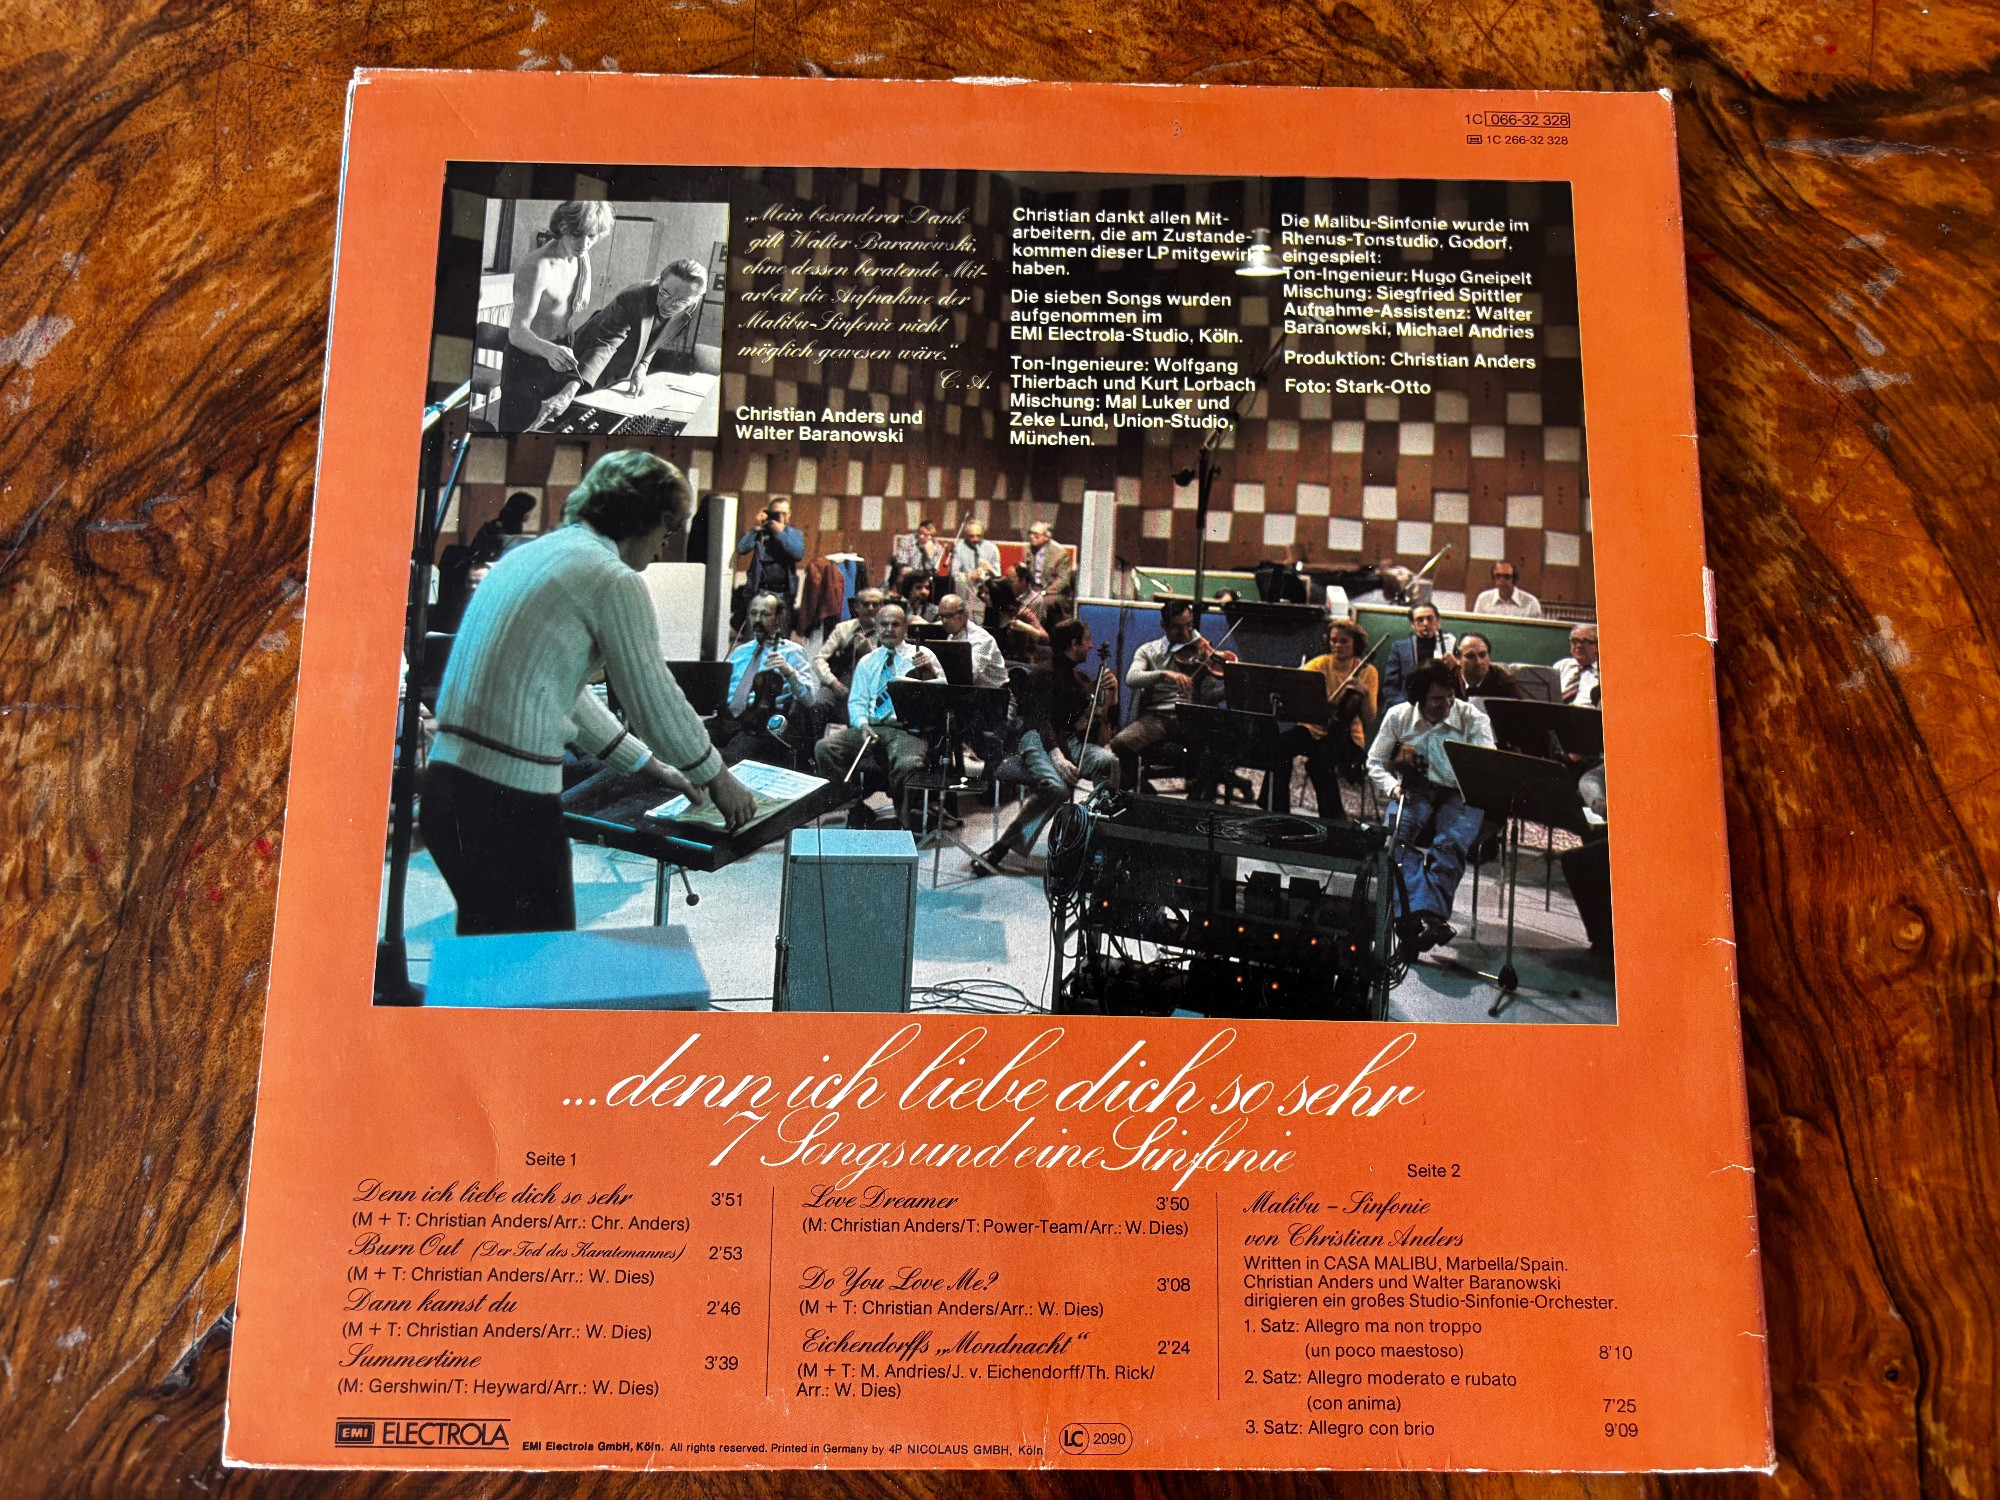 1C 066-32 328
1C 266-32 328
„Mein besonderer Dank
gilt Walter Baranowski,
ohne dessen beratende Mit-
arbeit die Aufnahme der
Malibu-Sinfonie nicht
möglich gewesen wäre.“
C. A.
Christian Anders und
Walter Baranowski
Christian dankt allen Mit-
arbeitern, die am Zustande-
kommen dieser LP mitgewirkt
haben.
Die sieben Songs wurden
aufgenommen im
EMI Electrola-Studio, Köln.
Ton-Ingenieure: Wolfgang
Thierbach und Kurt Lorbach
Mischung: Mal Luker und
Zeke Lund, Union-Studio,
München.
Die Malibu-Sinfonie wurde im
Rhenus-Tonstudio, Godorf,
eingespielt:
Ton-Ingenieur: Hugo Gneipelt
Mischung: Siegfried Spittler
Aufnahme-Assistenz: Walter
Baranowski, Michael Andries
Produktion: Christian Anders
Foto: Stark-Otto
...denn ich liebe dich so sehr
7 Songs und eine Sinfonie
Seite 1
Denn ich liebe dich so sehr 3'51
(M + T: Christian Anders/Arr.: Chr. Anders)
Burn Out (Der Tod des Karatemannes) 2'53
(M + T: Christian Anders/Arr.: W. Dies)
Dann kamst du 2'46
(M + T: Christian Anders/Arr.: W. Dies)
Summertime 3'39
(M: Gershwin/T: Heyward/Arr.: W. Dies)
Love Dreamer 3'50
(M: Christian Anders/T: Power-Team/Arr.: W. Dies)
Do You Love Me? 3'08
(M + T: Christian Anders/Arr.: W. Dies)
Eichendorffs „Mondnacht“ 2'24
(M + T: M. Andries/J. v. Eichendorff/Th. Rick/
Arr.: W. Dies)
Seite 2
Malibu – Sinfonie
von Christian Anders
Written in CASA MALIBU, Marbella/Spain.
Christian Anders und Walter Baranowski
dirigieren ein großes Studio-Sinfonie-Orchester.
1. Satz: Allegro ma non troppo
(un poco maestoso) 8'10
2. Satz: Allegro moderato e rubato
(con anima) 7'25
3. Satz: Allegro con brio 9'09
EMI ELECTROLA
EMI Electrola GmbH, Köln. All rights reserved. Printed in Germany by 4P NICOLAUS GMBH, Köln
LC 2090